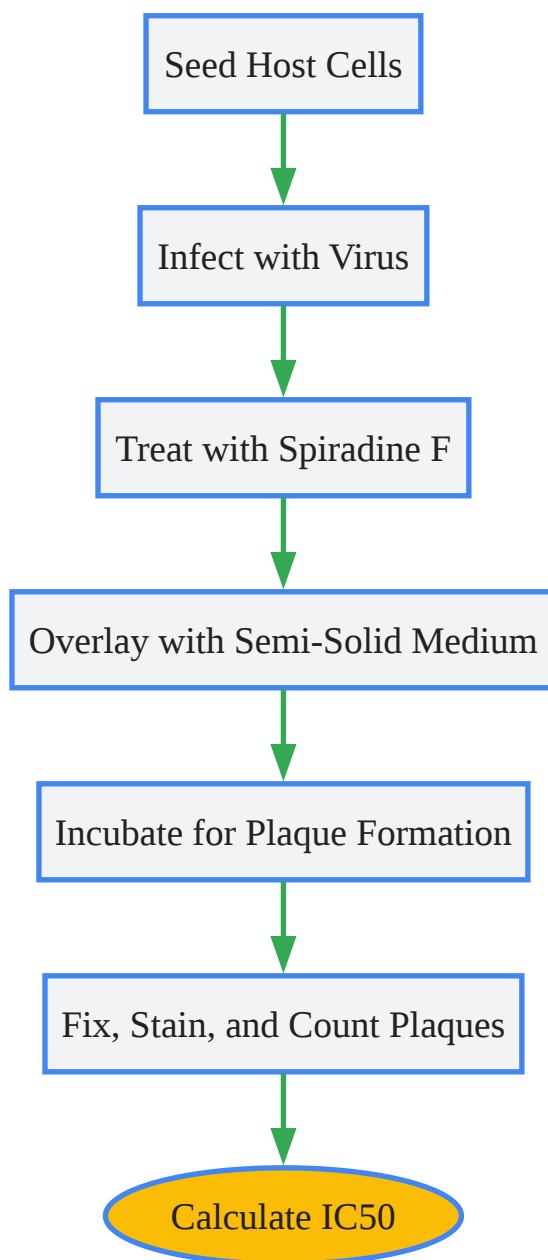 Seed Host Cells
Infect with Virus
Treat with Spiradine F
Overlay with Semi-Solid Medium
Incubate for Plaque Formation
Fix, Stain, and Count Plaques
Calculate IC50